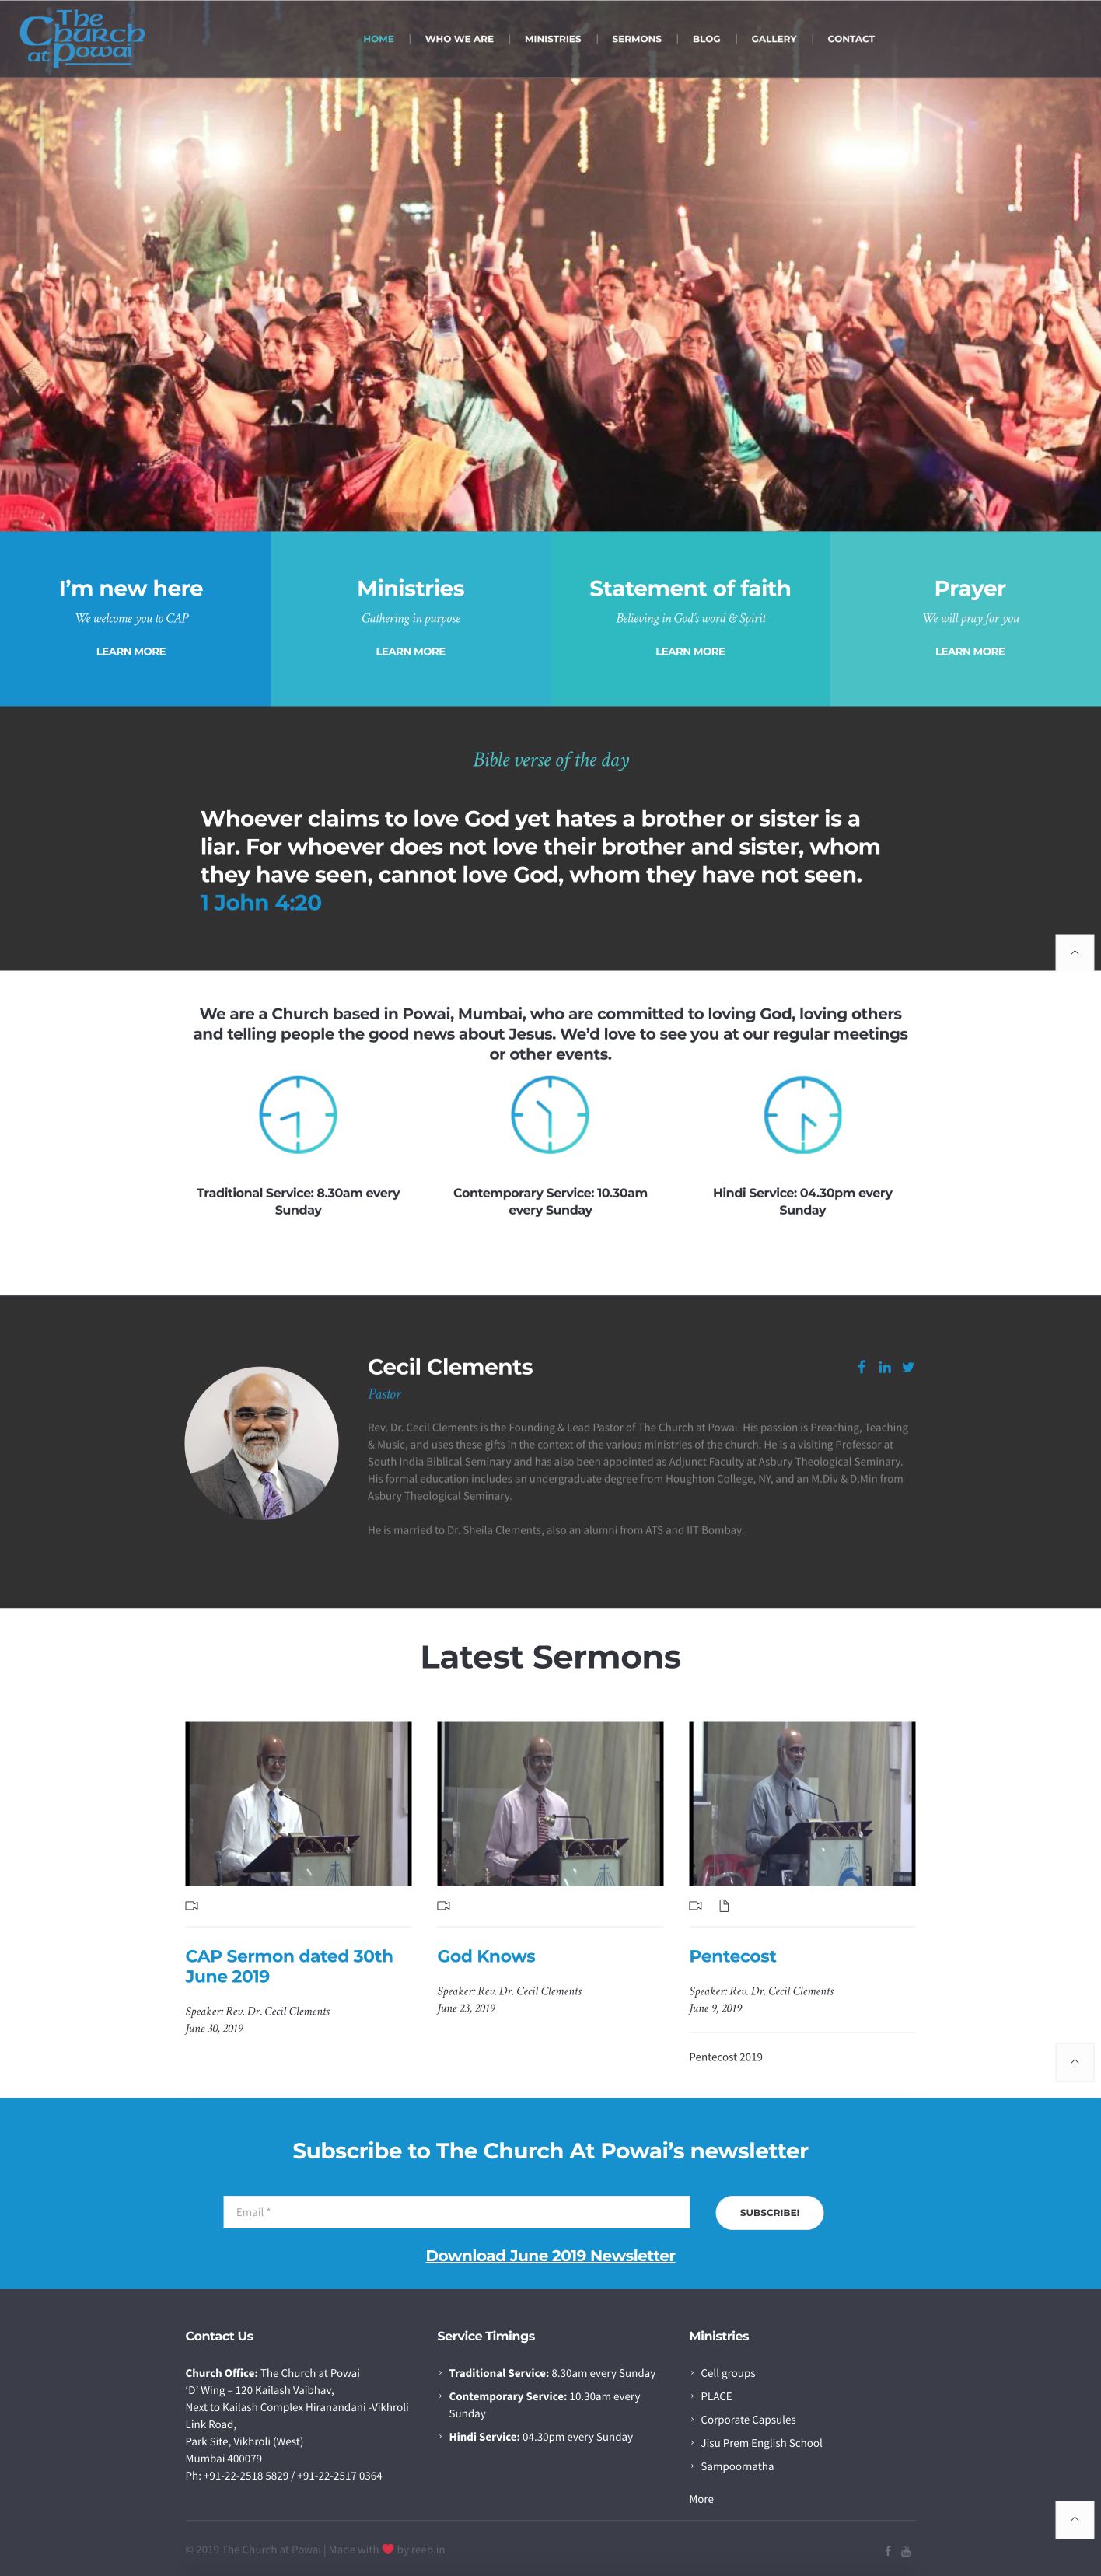 The
Church
at Powai
HOME | WHO WE ARE | MINISTRIES | SERMONS | BLOG | GALLERY | CONTACT
I’m new here
We welcome you to CAP
LEARN MORE
Ministries
Gathering in purpose
LEARN MORE
Statement of faith
Believing in God’s word & Spirit
LEARN MORE
Prayer
We will pray for you
LEARN MORE
Bible verse of the day
Whoever claims to love God yet hates a brother or sister is a
liar. For whoever does not love their brother and sister, whom
they have seen, cannot love God, whom they have not seen.
1 John 4:20
We are a Church based in Powai, Mumbai, who are committed to loving God, loving others
and telling people the good news about Jesus. We’d love to see you at our regular meetings
or other events.
Traditional Service: 8.30am every
Sunday
Contemporary Service: 10.30am
every Sunday
Hindi Service: 04.30pm every
Sunday
Cecil Clements
Pastor
Rev. Dr. Cecil Clements is the Founding & Lead Pastor of The Church at Powai. His passion is Preaching, Teaching
& Music, and uses these gifts in the context of the various ministries of the church. He is a visiting Professor at
South India Biblical Seminary and has also been appointed as Adjunct Faculty at Asbury Theological Seminary.
His formal education includes an undergraduate degree from Houghton College, NY, and an M.Div & D.Min from
Asbury Theological Seminary.
He is married to Dr. Sheila Clements, also an alumni from ATS and IIT Bombay.
Latest Sermons
CAP Sermon dated 30th
June 2019
Speaker: Rev. Dr. Cecil Clements
June 30, 2019
God Knows
Speaker: Rev. Dr. Cecil Clements
June 23, 2019
Pentecost
Speaker: Rev. Dr. Cecil Clements
June 9, 2019
Pentecost 2019
Subscribe to The Church At Powai’s newsletter
Email *
SUBSCRIBE!
Download June 2019 Newsletter
Contact Us
Church Office: The Church at Powai
‘D’ Wing – 120 Kailash Vaibhav,
Next to Kailash Complex Hiranandani -Vikhroli
Link Road,
Park Site, Vikhroli (West)
Mumbai 400079
Ph: +91-22-2518 5829 / +91-22-2517 0364
Service Timings
Traditional Service: 8.30am every Sunday
Contemporary Service: 10.30am every
Sunday
Hindi Service: 04.30pm every Sunday
Ministries
Cell groups
PLACE
Corporate Capsules
Jisu Prem English School
Sampoornatha
More
© 2019 The Church at Powai | Made with ❤ by reeb.in